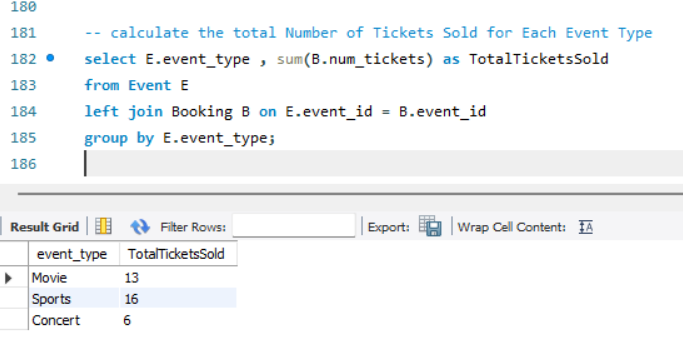 180
181 -- calculate the total Number of Tickets Sold for Each Event Type
182 select E.event_type , sum(B.num_tickets) as TotalTicketsSold
183 from Event E
184 left join Booking B on E.event_id = B.event_id
185 group by E.event_type;
186
Result Grid Filter Rows: Export: Wrap Cell Content: IA
event_type TotalTicketsSold
Movie 13
Sports 16
Concert 6